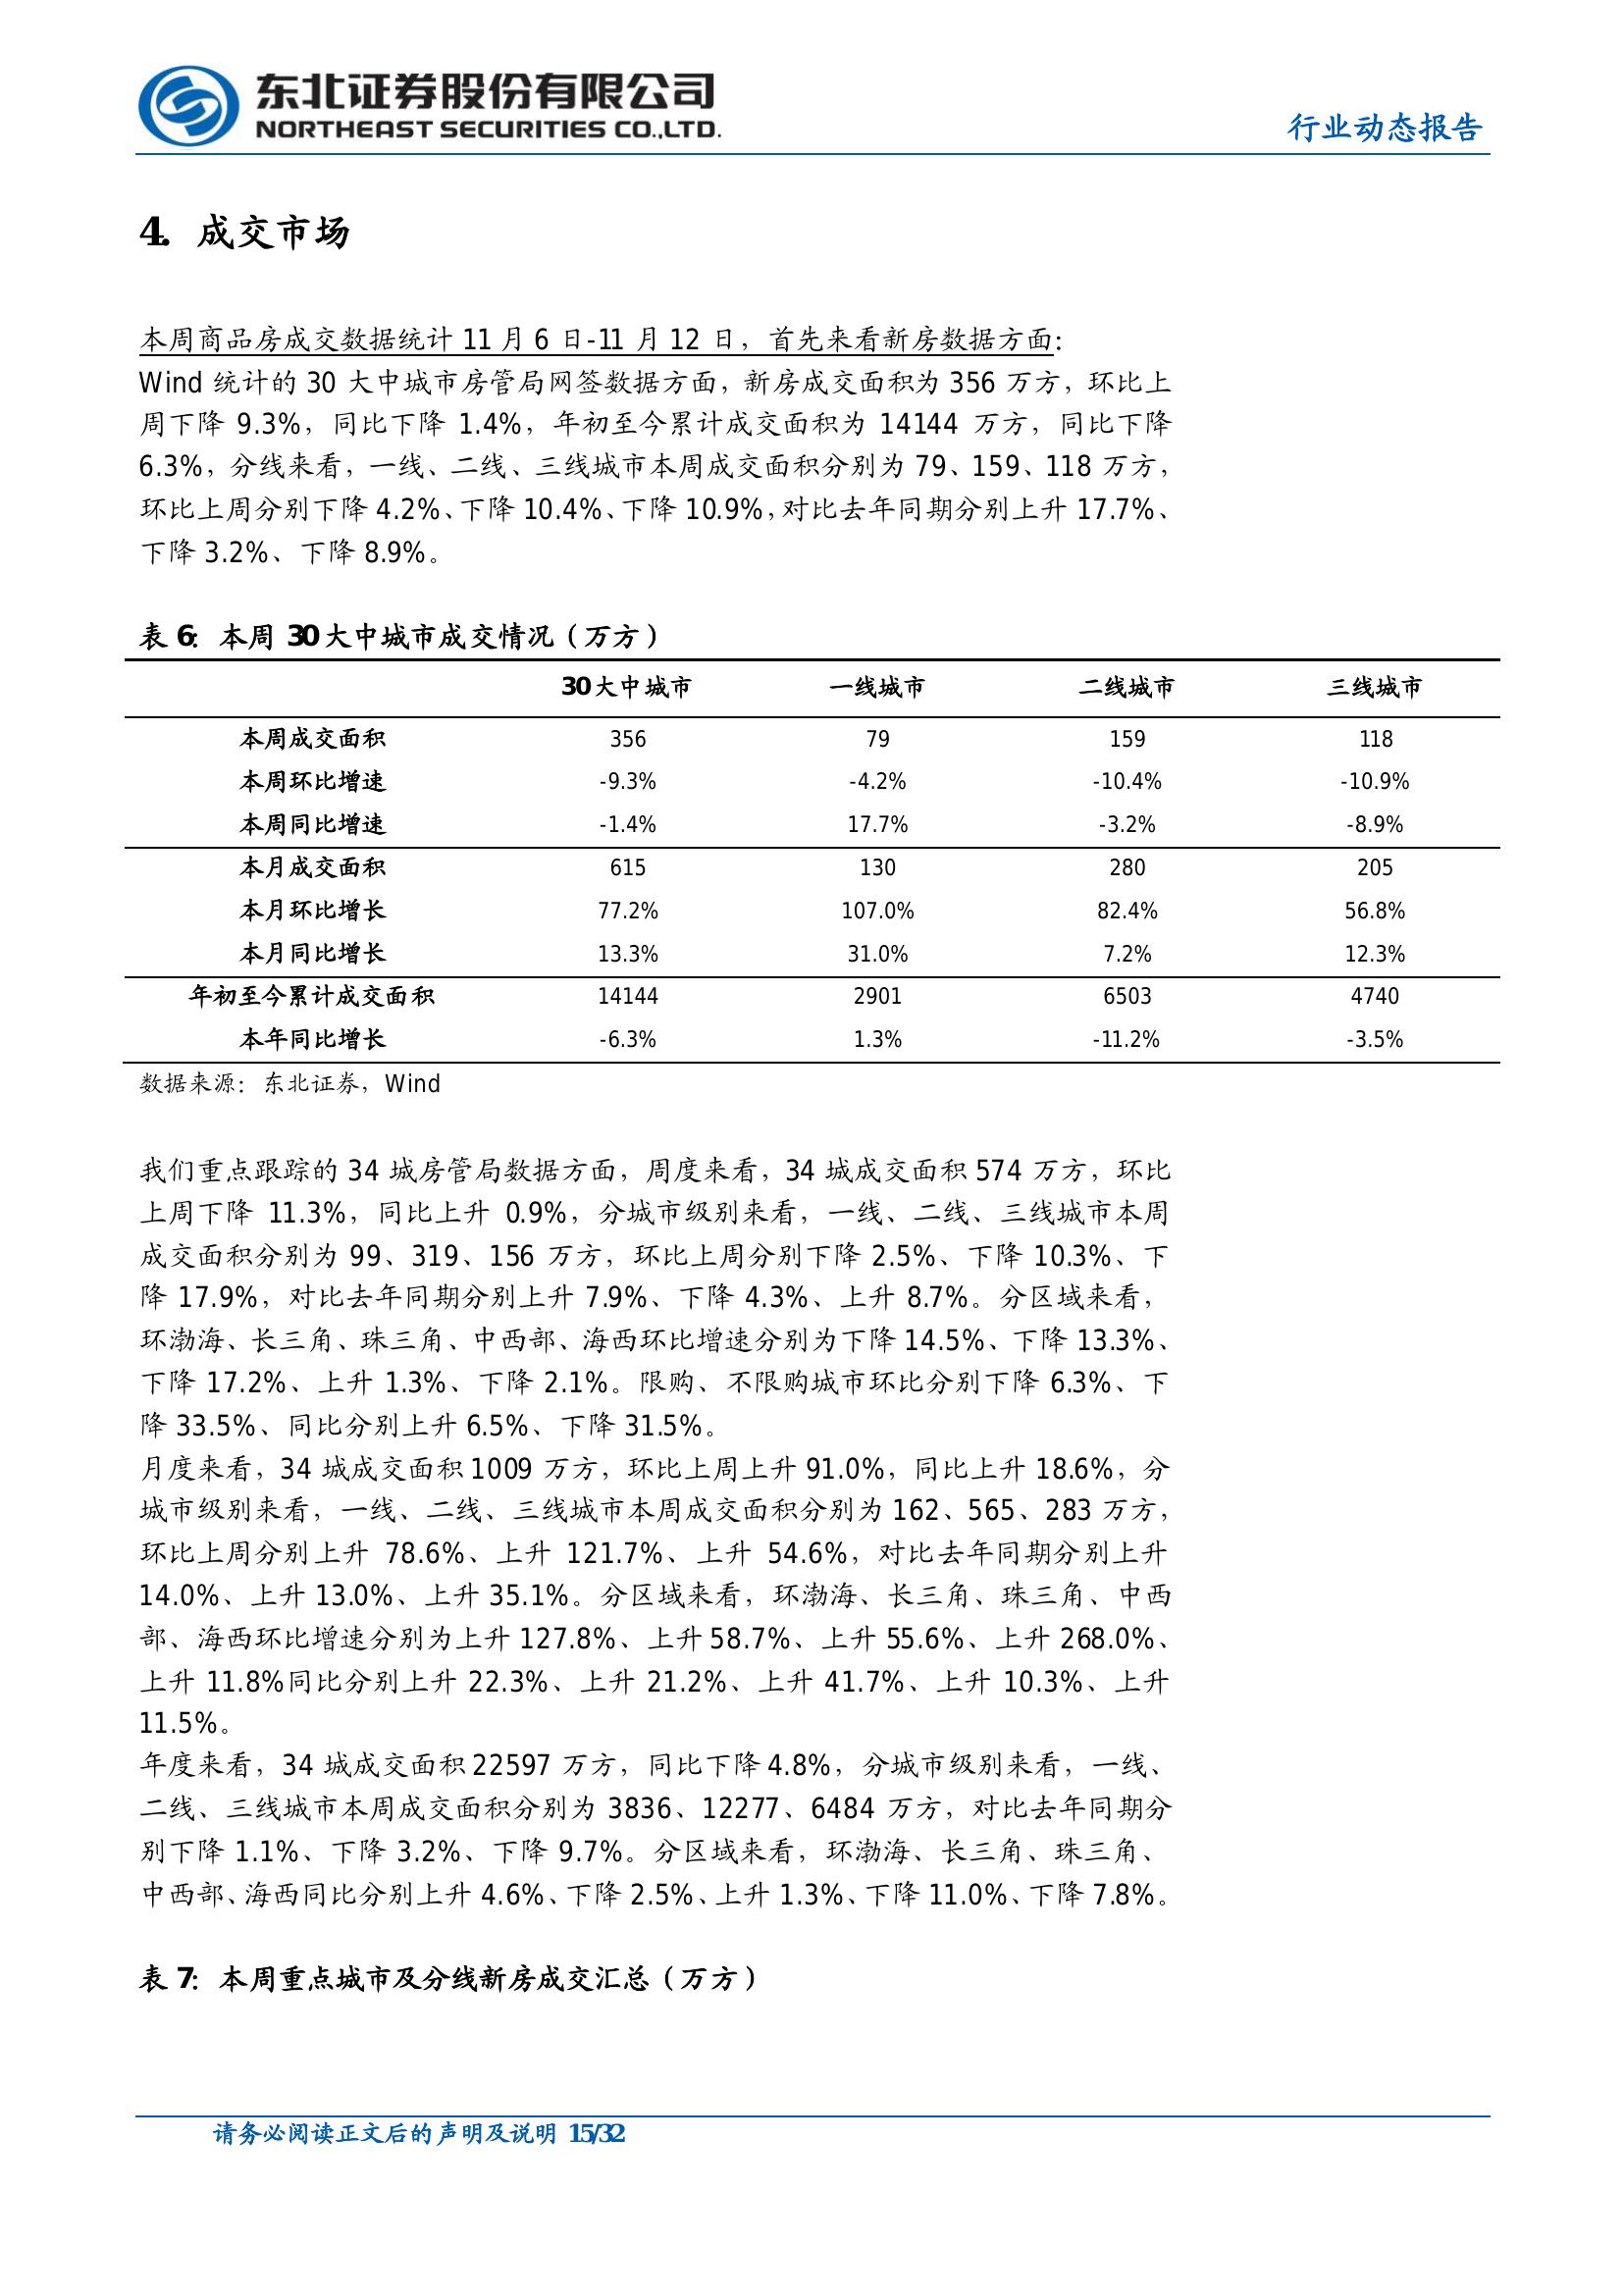 东北证券股份有限公司
NORTHEAST SECURITIES CO.,LTD.
行业动态报告
4. 成交市场
本周商品房成交数据统计 11 月 6 日-11 月 12 日，首先来看新房数据方面：
Wind 统计的 30 大中城市房管局网签数据方面，新房成交面积为 356 万方，环比上
周下降 9.3%，同比下降 1.4%，年初至今累计成交面积为 14144 万方，同比下降
6.3%，分线来看，一线、二线、三线城市本周成交面积分别为 79、159、118 万方，
环比上周分别下降 4.2%、下降 10.4%、下降 10.9%，对比去年同期分别上升 17.7%、
下降 3.2%、下降 8.9%。
表 6：本周 30 大中城市成交情况（万方）
30 大中城市 一线城市 二线城市 三线城市
本周成交面积 356 79 159 118
本周环比增速 -9.3% -4.2% -10.4% -10.9%
本周同比增速 -1.4% 17.7% -3.2% -8.9%
本月成交面积 615 130 280 205
本月环比增长 77.2% 107.0% 82.4% 56.8%
本月同比增长 13.3% 31.0% 7.2% 12.3%
年初至今累计成交面积 14144 2901 6503 4740
本年同比增长 -6.3% 1.3% -11.2% -3.5%
数据来源：东北证券，Wind
我们重点跟踪的 34 城房管局数据方面，周度来看，34 城成交面积 574 万方，环比
上周下降 11.3%，同比上升 0.9%，分城市级别来看，一线、二线、三线城市本周
成交面积分别为 99、319、156 万方，环比上周分别下降 2.5%、下降 10.3%、下
降 17.9%，对比去年同期分别上升 7.9%、下降 4.3%、上升 8.7%。分区域来看，
环渤海、长三角、珠三角、中西部、海西环比增速分别为下降 14.5%、下降 13.3%、
下降 17.2%、上升 1.3%、下降 2.1%。限购、不限购城市环比分别下降 6.3%、下
降 33.5%、同比分别上升 6.5%、下降 31.5%。
月度来看，34 城成交面积 1009 万方，环比上周上升 91.0%，同比上升 18.6%，分
城市级别来看，一线、二线、三线城市本周成交面积分别为 162、565、283 万方，
环比上周分别上升 78.6%、上升 121.7%、上升 54.6%，对比去年同期分别上升
14.0%、上升 13.0%、上升 35.1%。分区域来看，环渤海、长三角、珠三角、中西
部、海西环比增速分别为上升 127.8%、上升 58.7%、上升 55.6%、上升 268.0%、
上升 11.8%同比分别上升 22.3%、上升 21.2%、上升 41.7%、上升 10.3%、上升
11.5%。
年度来看，34 城成交面积 22597 万方，同比下降 4.8%，分城市级别来看，一线、
二线、三线城市本周成交面积分别为 3836、12277、6484 万方，对比去年同期分
别下降 1.1%、下降 3.2%、下降 9.7%。分区域来看，环渤海、长三角、珠三角、
中西部、海西同比分别上升 4.6%、下降 2.5%、上升 1.3%、下降 11.0%、下降 7.8%。
表 7：本周重点城市及分线新房成交汇总（万方）
请务必阅读正文后的声明及说明 15/32